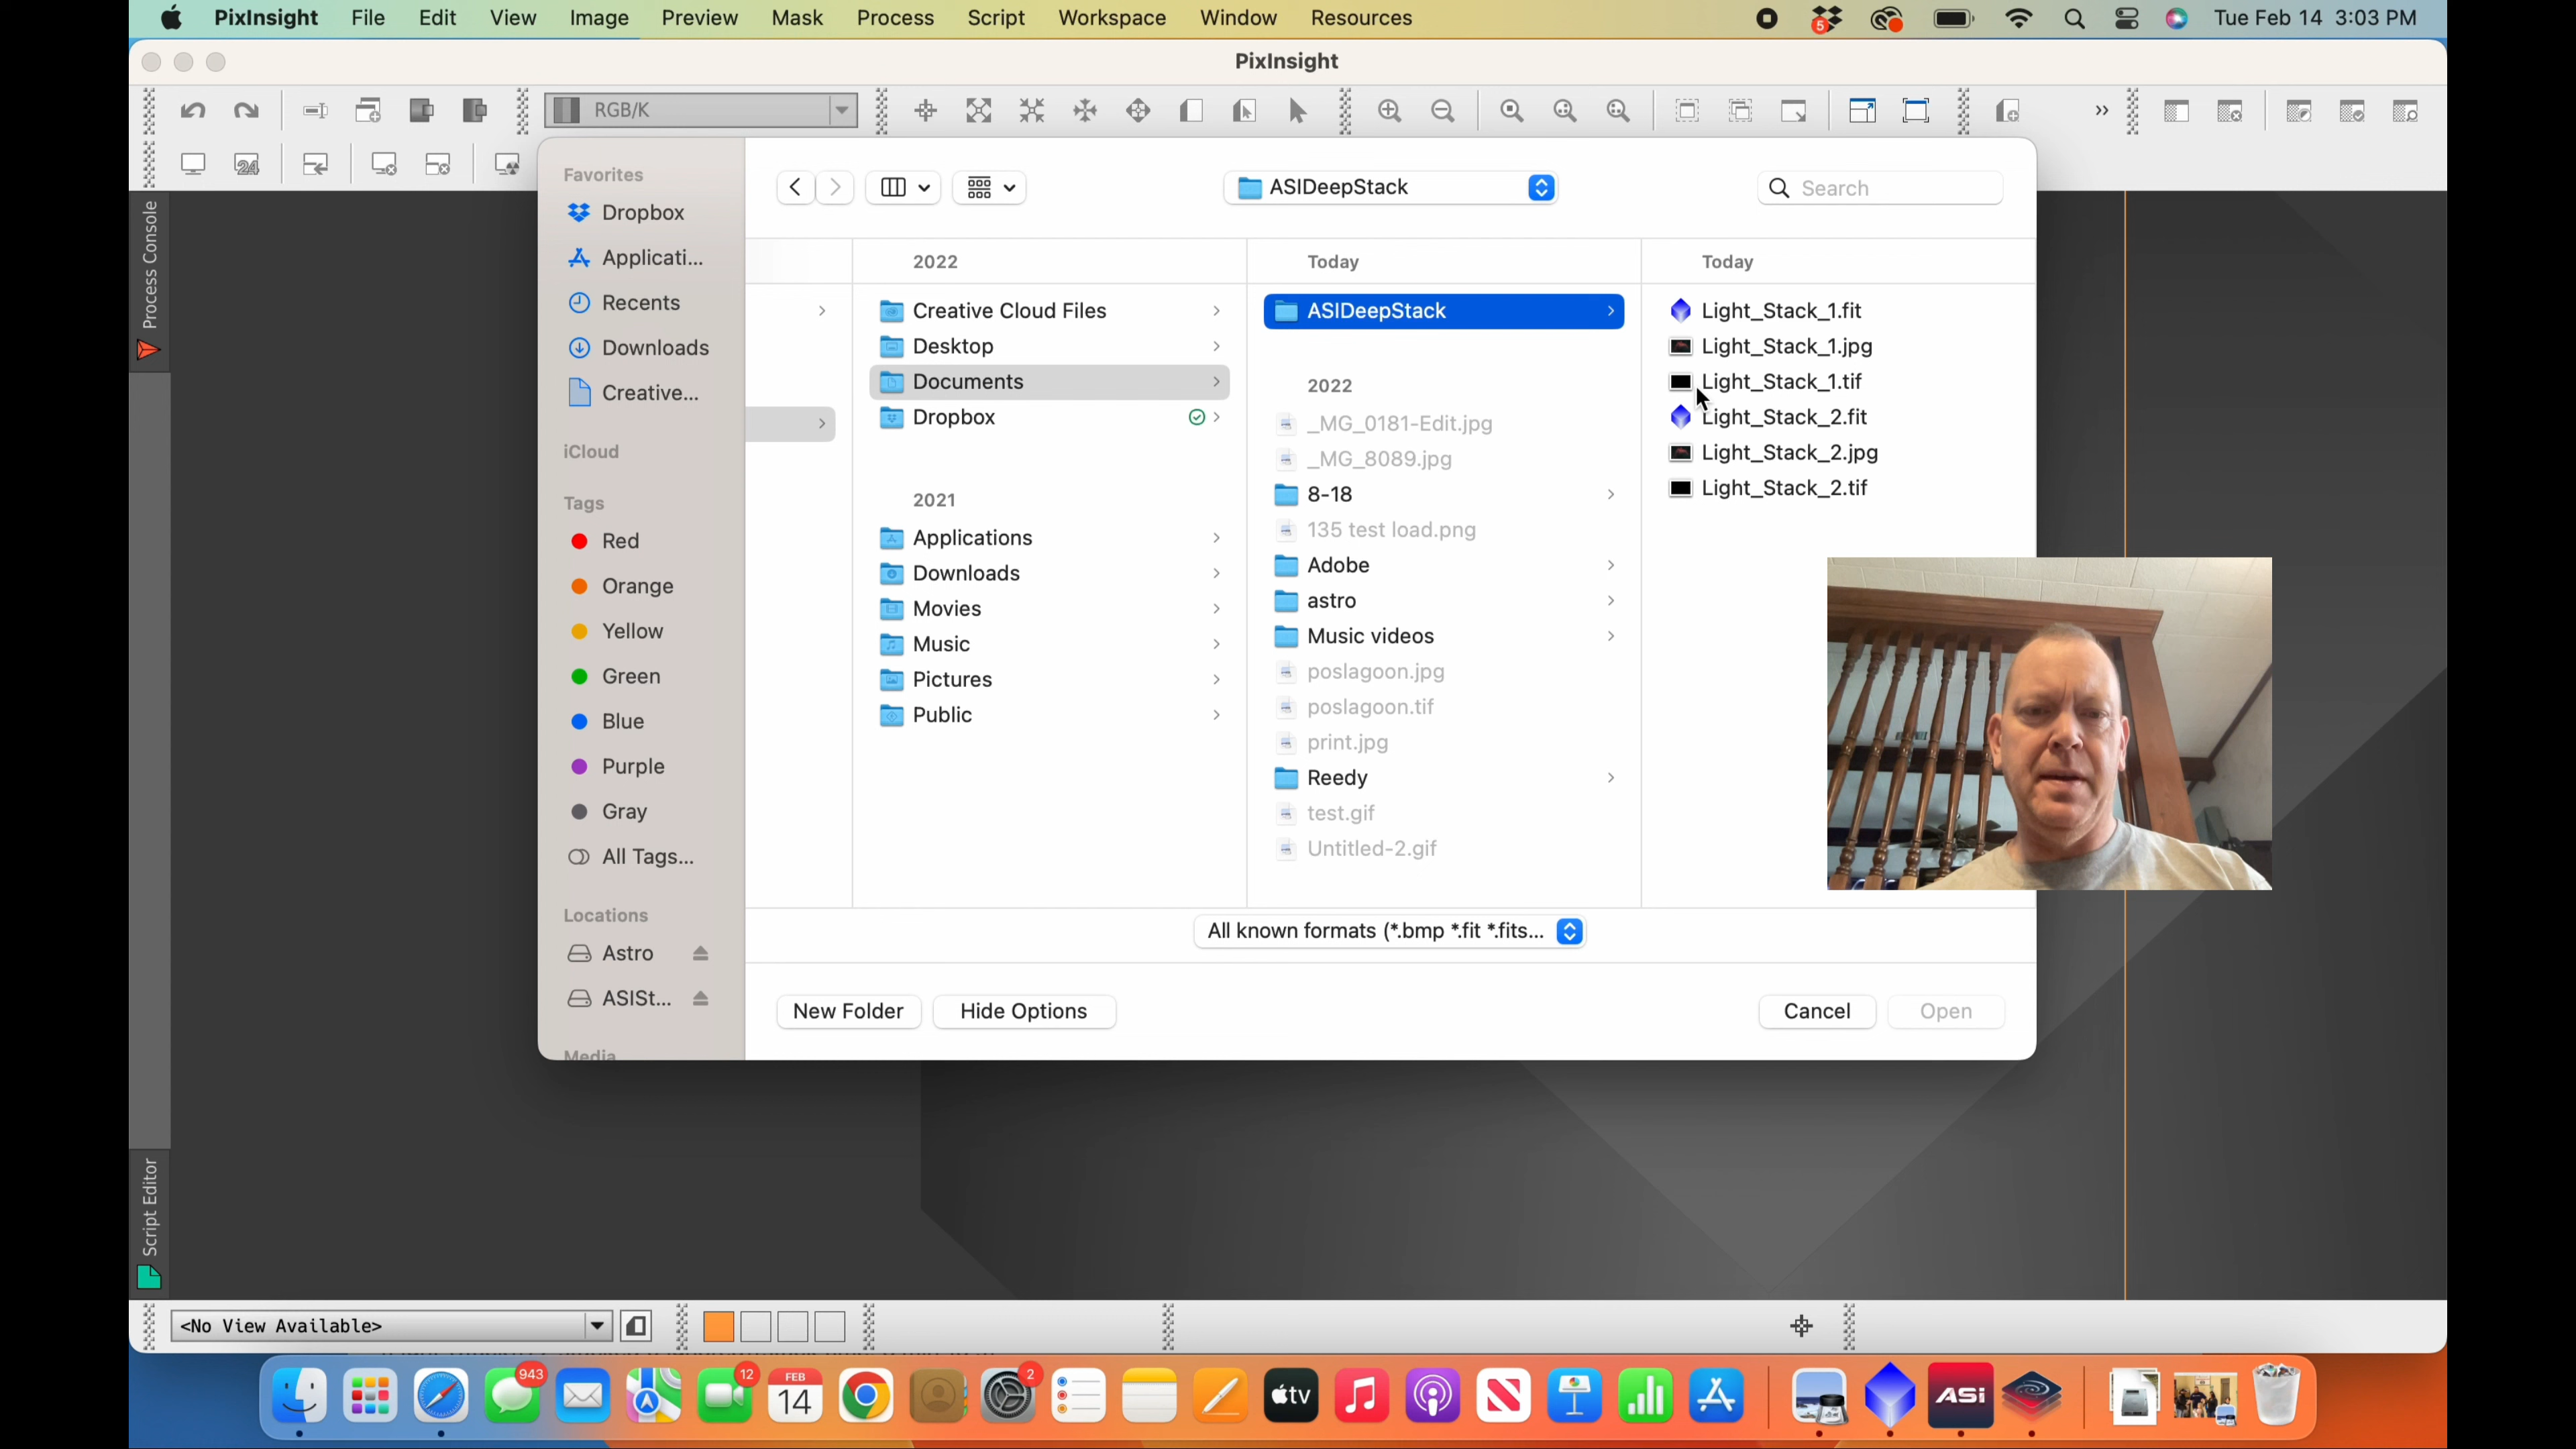 PixInsight File Edit View Image Preview Mask Process Script Workspace Window Resources 5 Tue Feb 14 3:03 PM
PixInsight
RGB/K
24
Process Console
Script Editor
Favorites
Dropbox
Applicati...
Recents
Downloads
Creative...
iCloud
Tags
Red
Orange
Yellow
Green
Blue
Purple
Gray
All Tags...
Locations
Astro
ASISt...
Media
ASIDeepStack
Search
2022
Creative Cloud Files
Desktop
Documents
Dropbox
2021
Applications
Downloads
Movies
Music
Pictures
Public
Today
ASIDeepStack
2022
_MG_0181-Edit.jpg
_MG_8089.jpg
8-18
135 test load.png
Adobe
astro
Music videos
poslagoon.jpg
poslagoon.tif
print.jpg
Reedy
test.gif
Untitled-2.gif
Today
Light_Stack_1.fit
Light_Stack_1.jpg
Light_Stack_1.tif
Light_Stack_2.fit
Light_Stack_2.jpg
Light_Stack_2.tif
All known formats (*.bmp *.fit *.fits...
New Folder
Hide Options
Cancel
Open
<No View Available>
943
12
FEB
14
2
tv
ASi